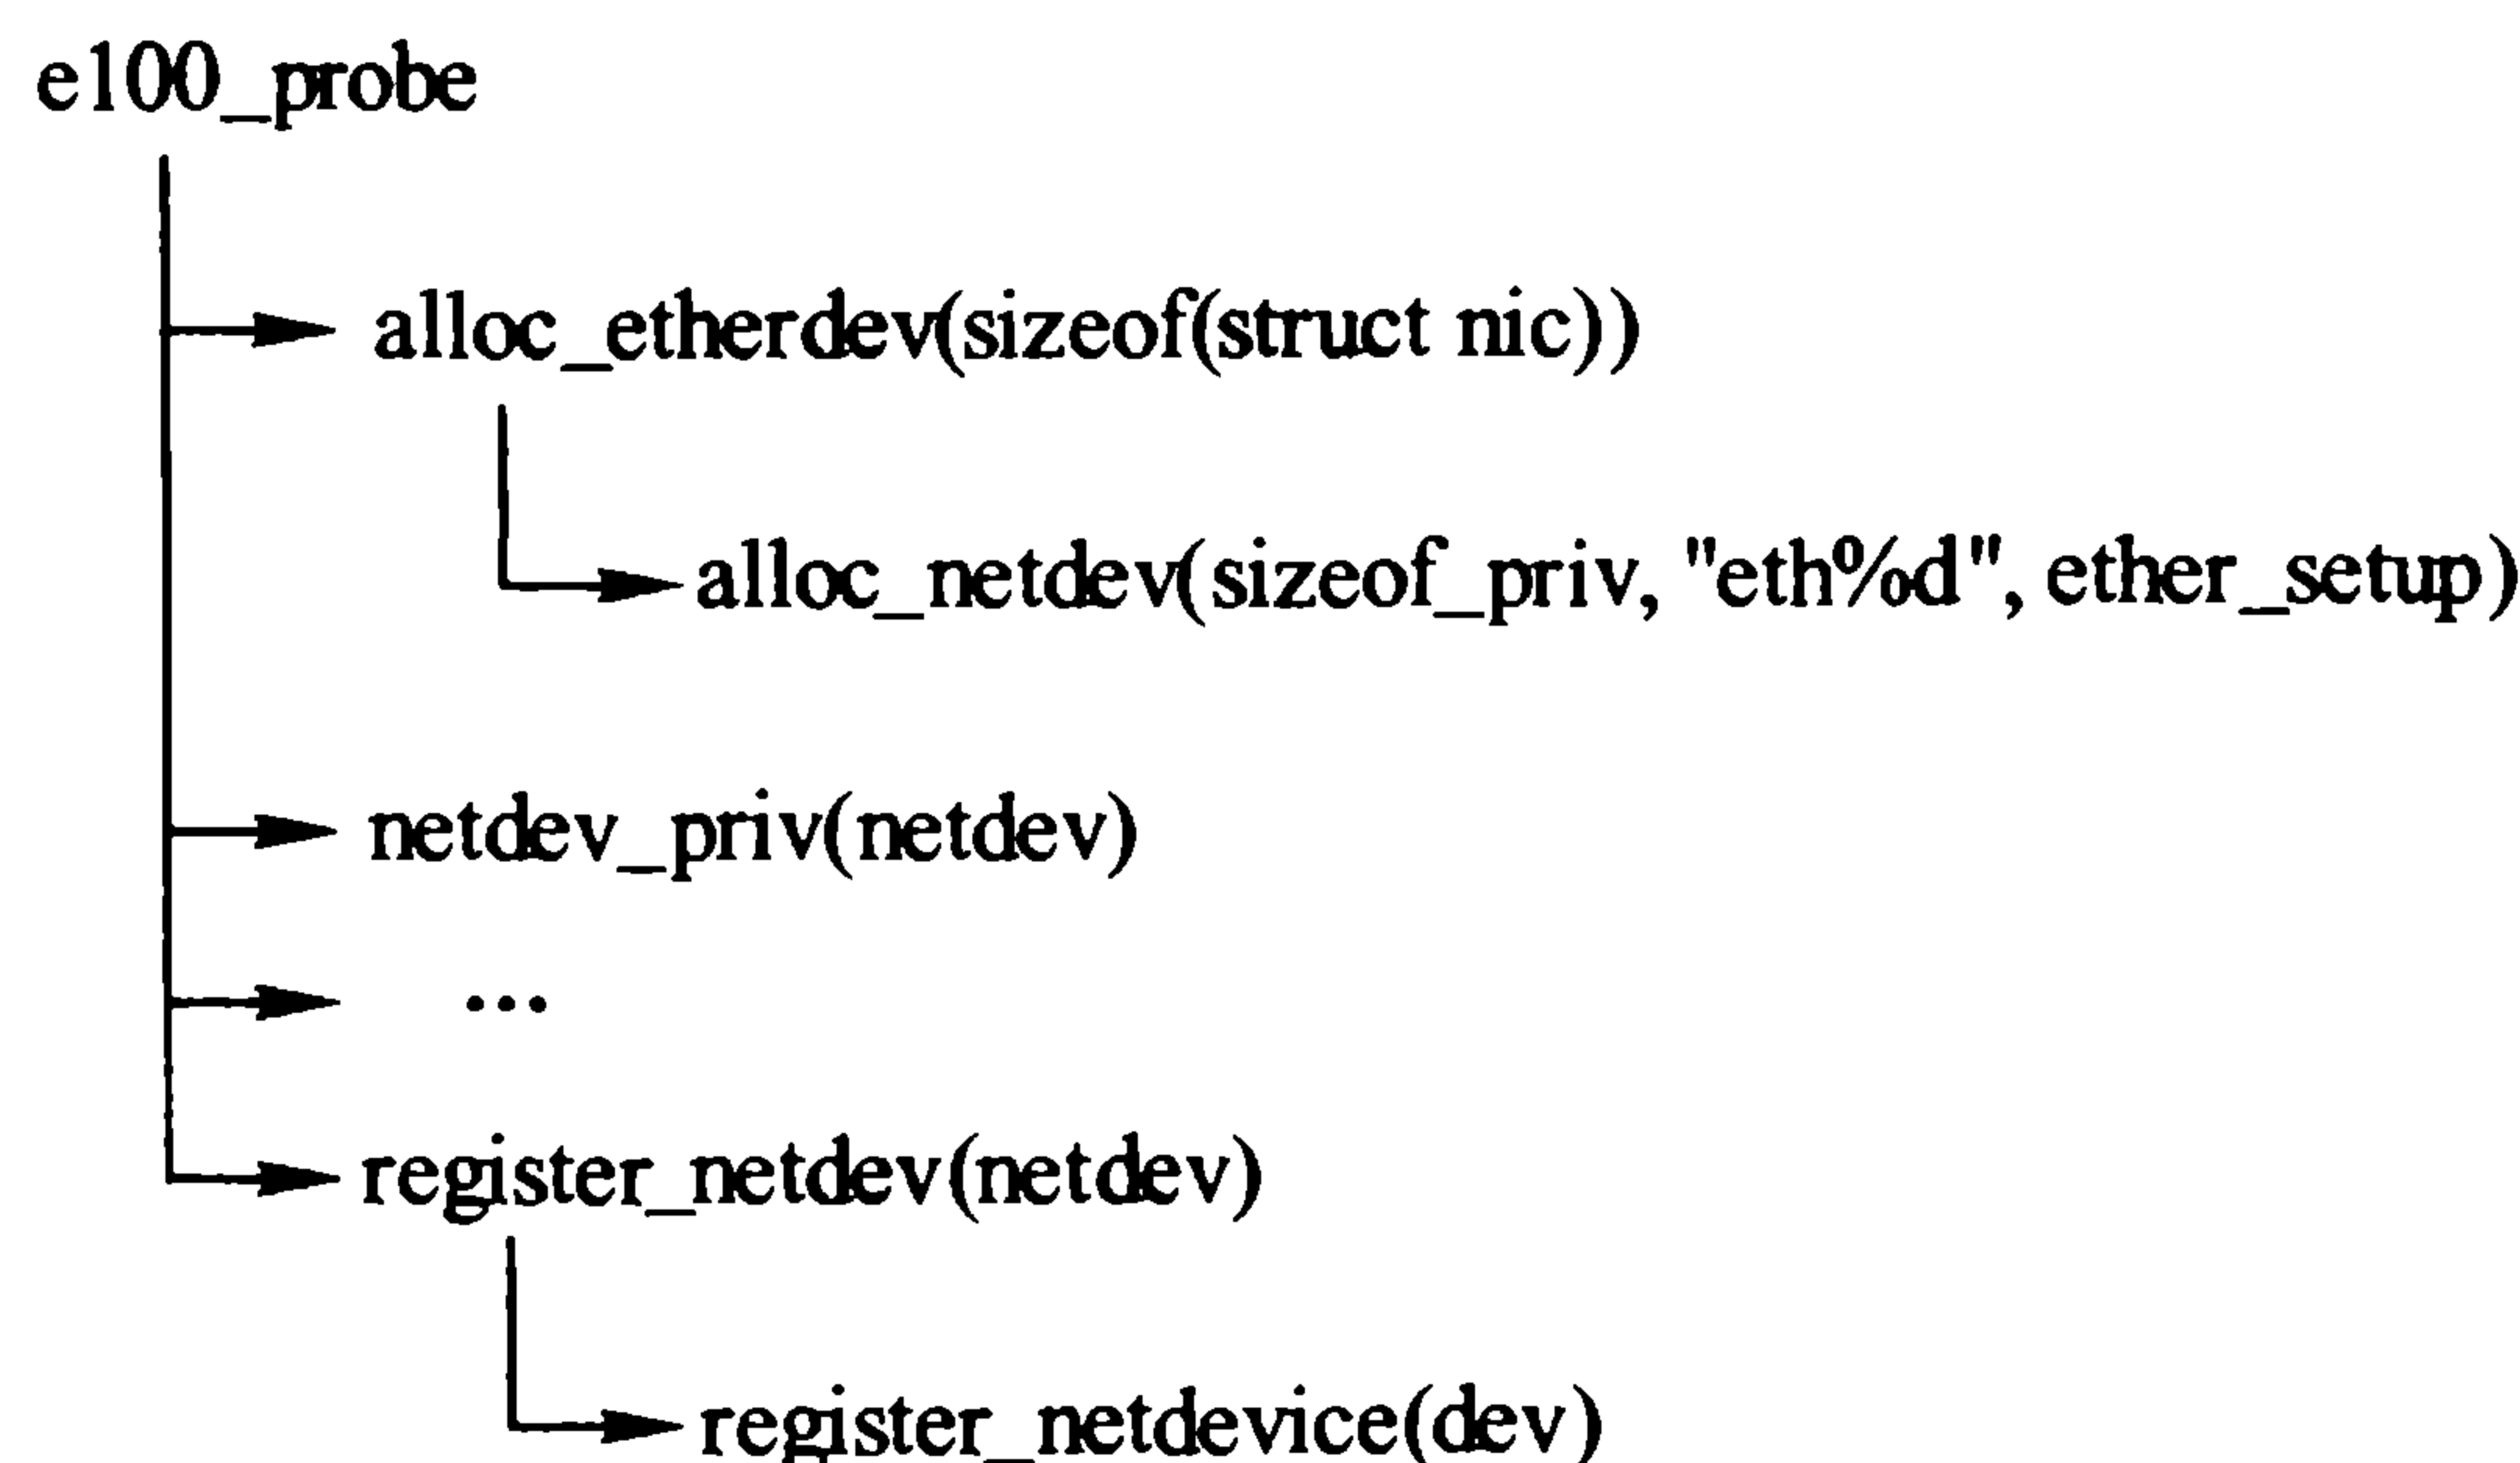 e100_probe
alloc_etherdev(sizeof(struct nic))
alloc_netdev(sizeof_priv, "eth%d", ether_setup)
netdev_priv(netdev)
...
register_netdev(netdev)
register_netdevice(dev)